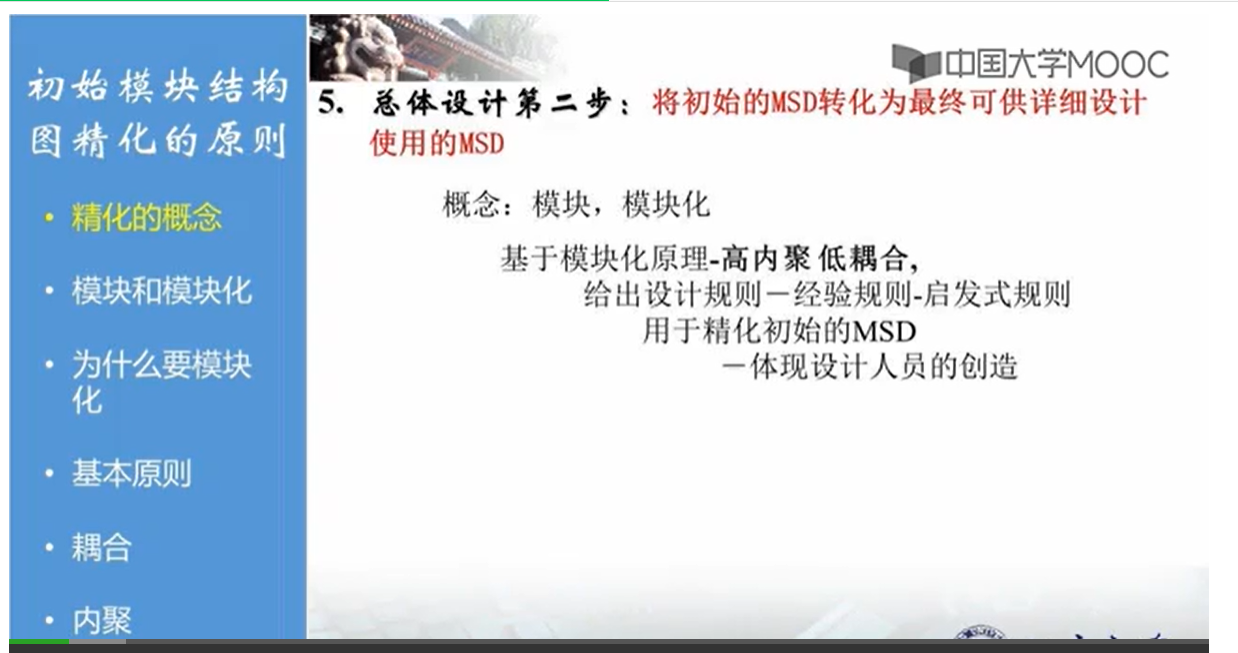 初始模块结构
图精化的原则
• 精化的概念
• 模块和模块化
• 为什么要模块
化
• 基本原则
• 耦合
• 内聚
中国大学MOOC
5. 总体设计第二步：将初始的MSD转化为最终可供详细设计
使用的MSD
概念：模块，模块化
基于模块化原理-高内聚 低耦合，
给出设计规则－经验规则-启发式规则
用于精化初始的MSD
－体现设计人员的创造